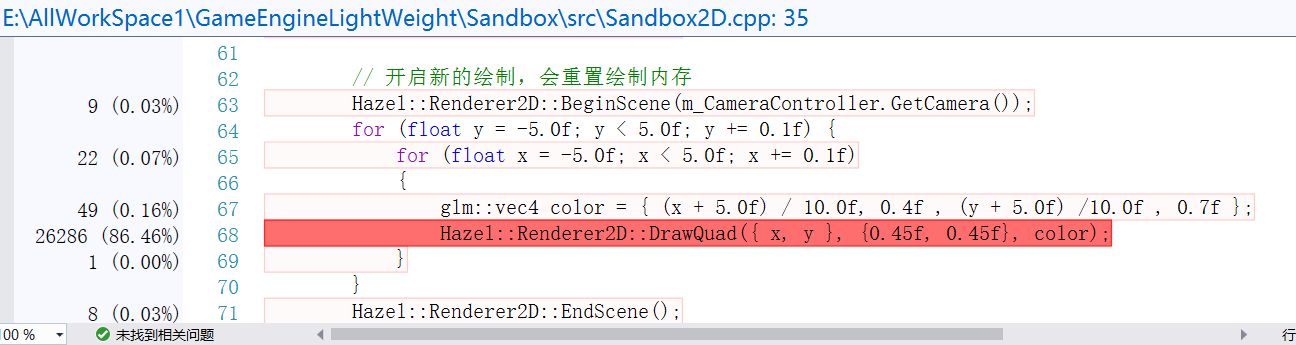 E:\AllWorkSpace1\GameEngineLightWeight\Sandbox\src\Sandbox2D.cpp: 35
61
62 // 开启新的绘制，会重置绘制内存
9 (0.03%) 63 Hazel::Renderer2D::BeginScene(m_CameraController.GetCamera());
64 for (float y = -5.0f; y < 5.0f; y += 0.1f) {
22 (0.07%) 65 for (float x = -5.0f; x < 5.0f; x += 0.1f)
66 {
49 (0.16%) 67 glm::vec4 color = { (x + 5.0f) / 10.0f, 0.4f , (y + 5.0f) /10.0f , 0.7f };
26286 (86.46%) 68 Hazel::Renderer2D::DrawQuad({ x, y }, {0.45f, 0.45f}, color);
1 (0.00%) 69 }
70 }
8 (0.03%) 71 Hazel::Renderer2D::EndScene();
100 % 未找到相关问题 行